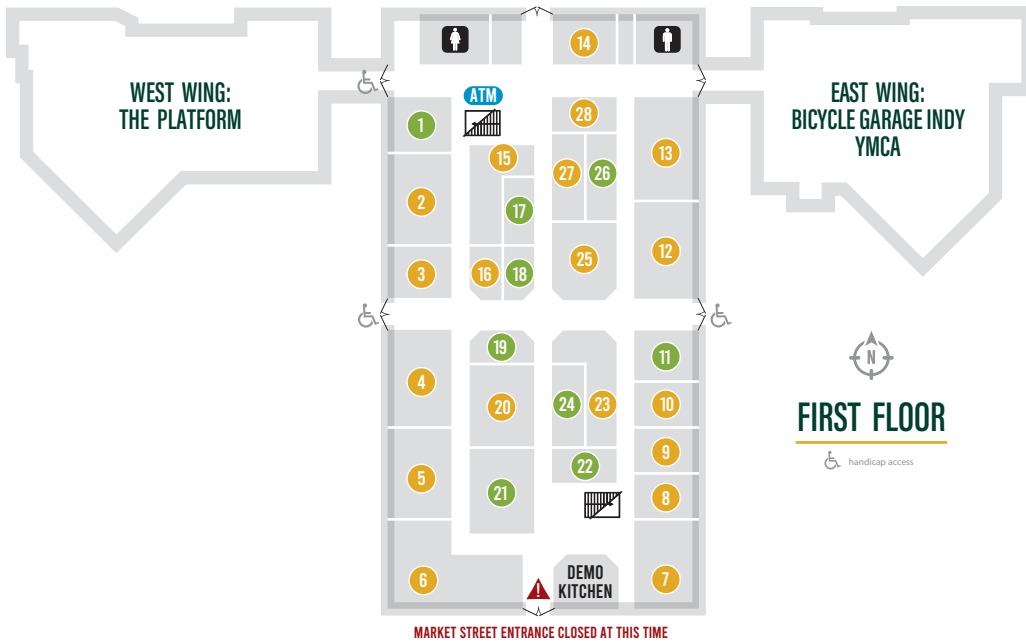 14
WEST WING:
THE PLATFORM
ATM
EAST WING:
BICYCLE GARAGE INDY
YMCA
1
28
15
13
27
26
2
17
12
25
3
16
18
19
11
N
4
20
24
23
10
FIRST FLOOR
9
handicap access
22
5
21
8
6
DEMO
KITCHEN
7
MARKET STREET ENTRANCE CLOSED AT THIS TIME